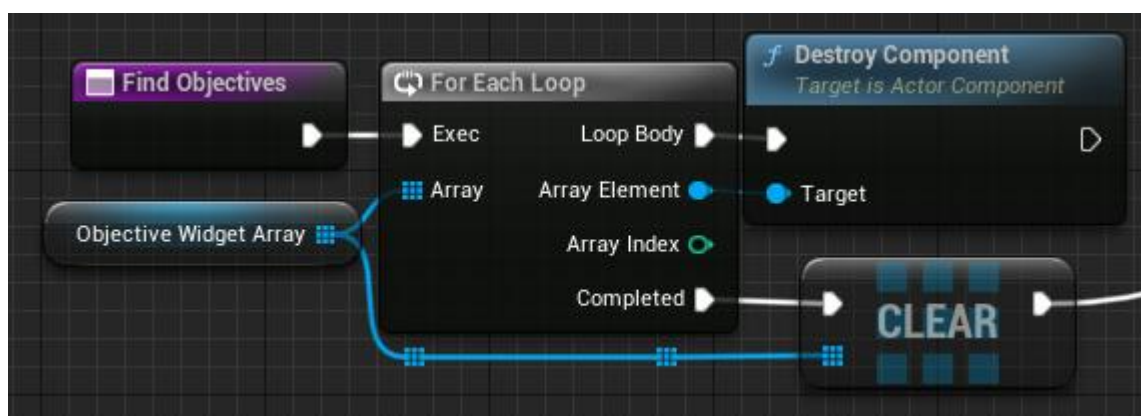 Find Objectives
For Each Loop
Exec
Loop Body
Array
Array Element
Array Index
Completed
Objective Widget Array
f Destroy Component
Target is Actor Component
Target
CLEAR